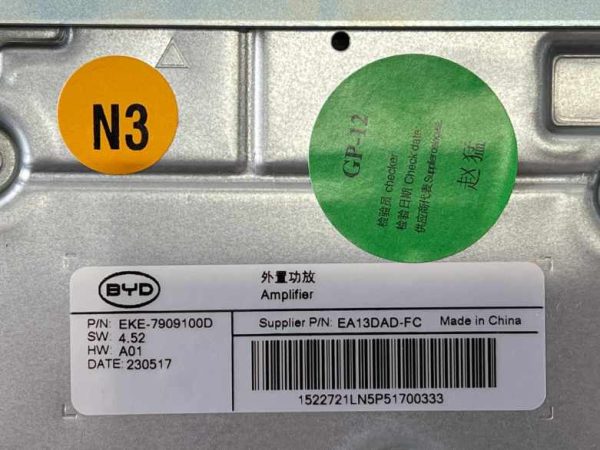 N3
GP-12
检验员 checker
检验日期 Check date
供应商代表 Supplier delegate
赵猛
BYD
外置功放
Amplifier
P/N: EKE-7909100D
SW: 4.52
HW: A01
DATE: 230517
Supplier P/N: EA13DAD-FC Made in China
1522721LN5P51700333